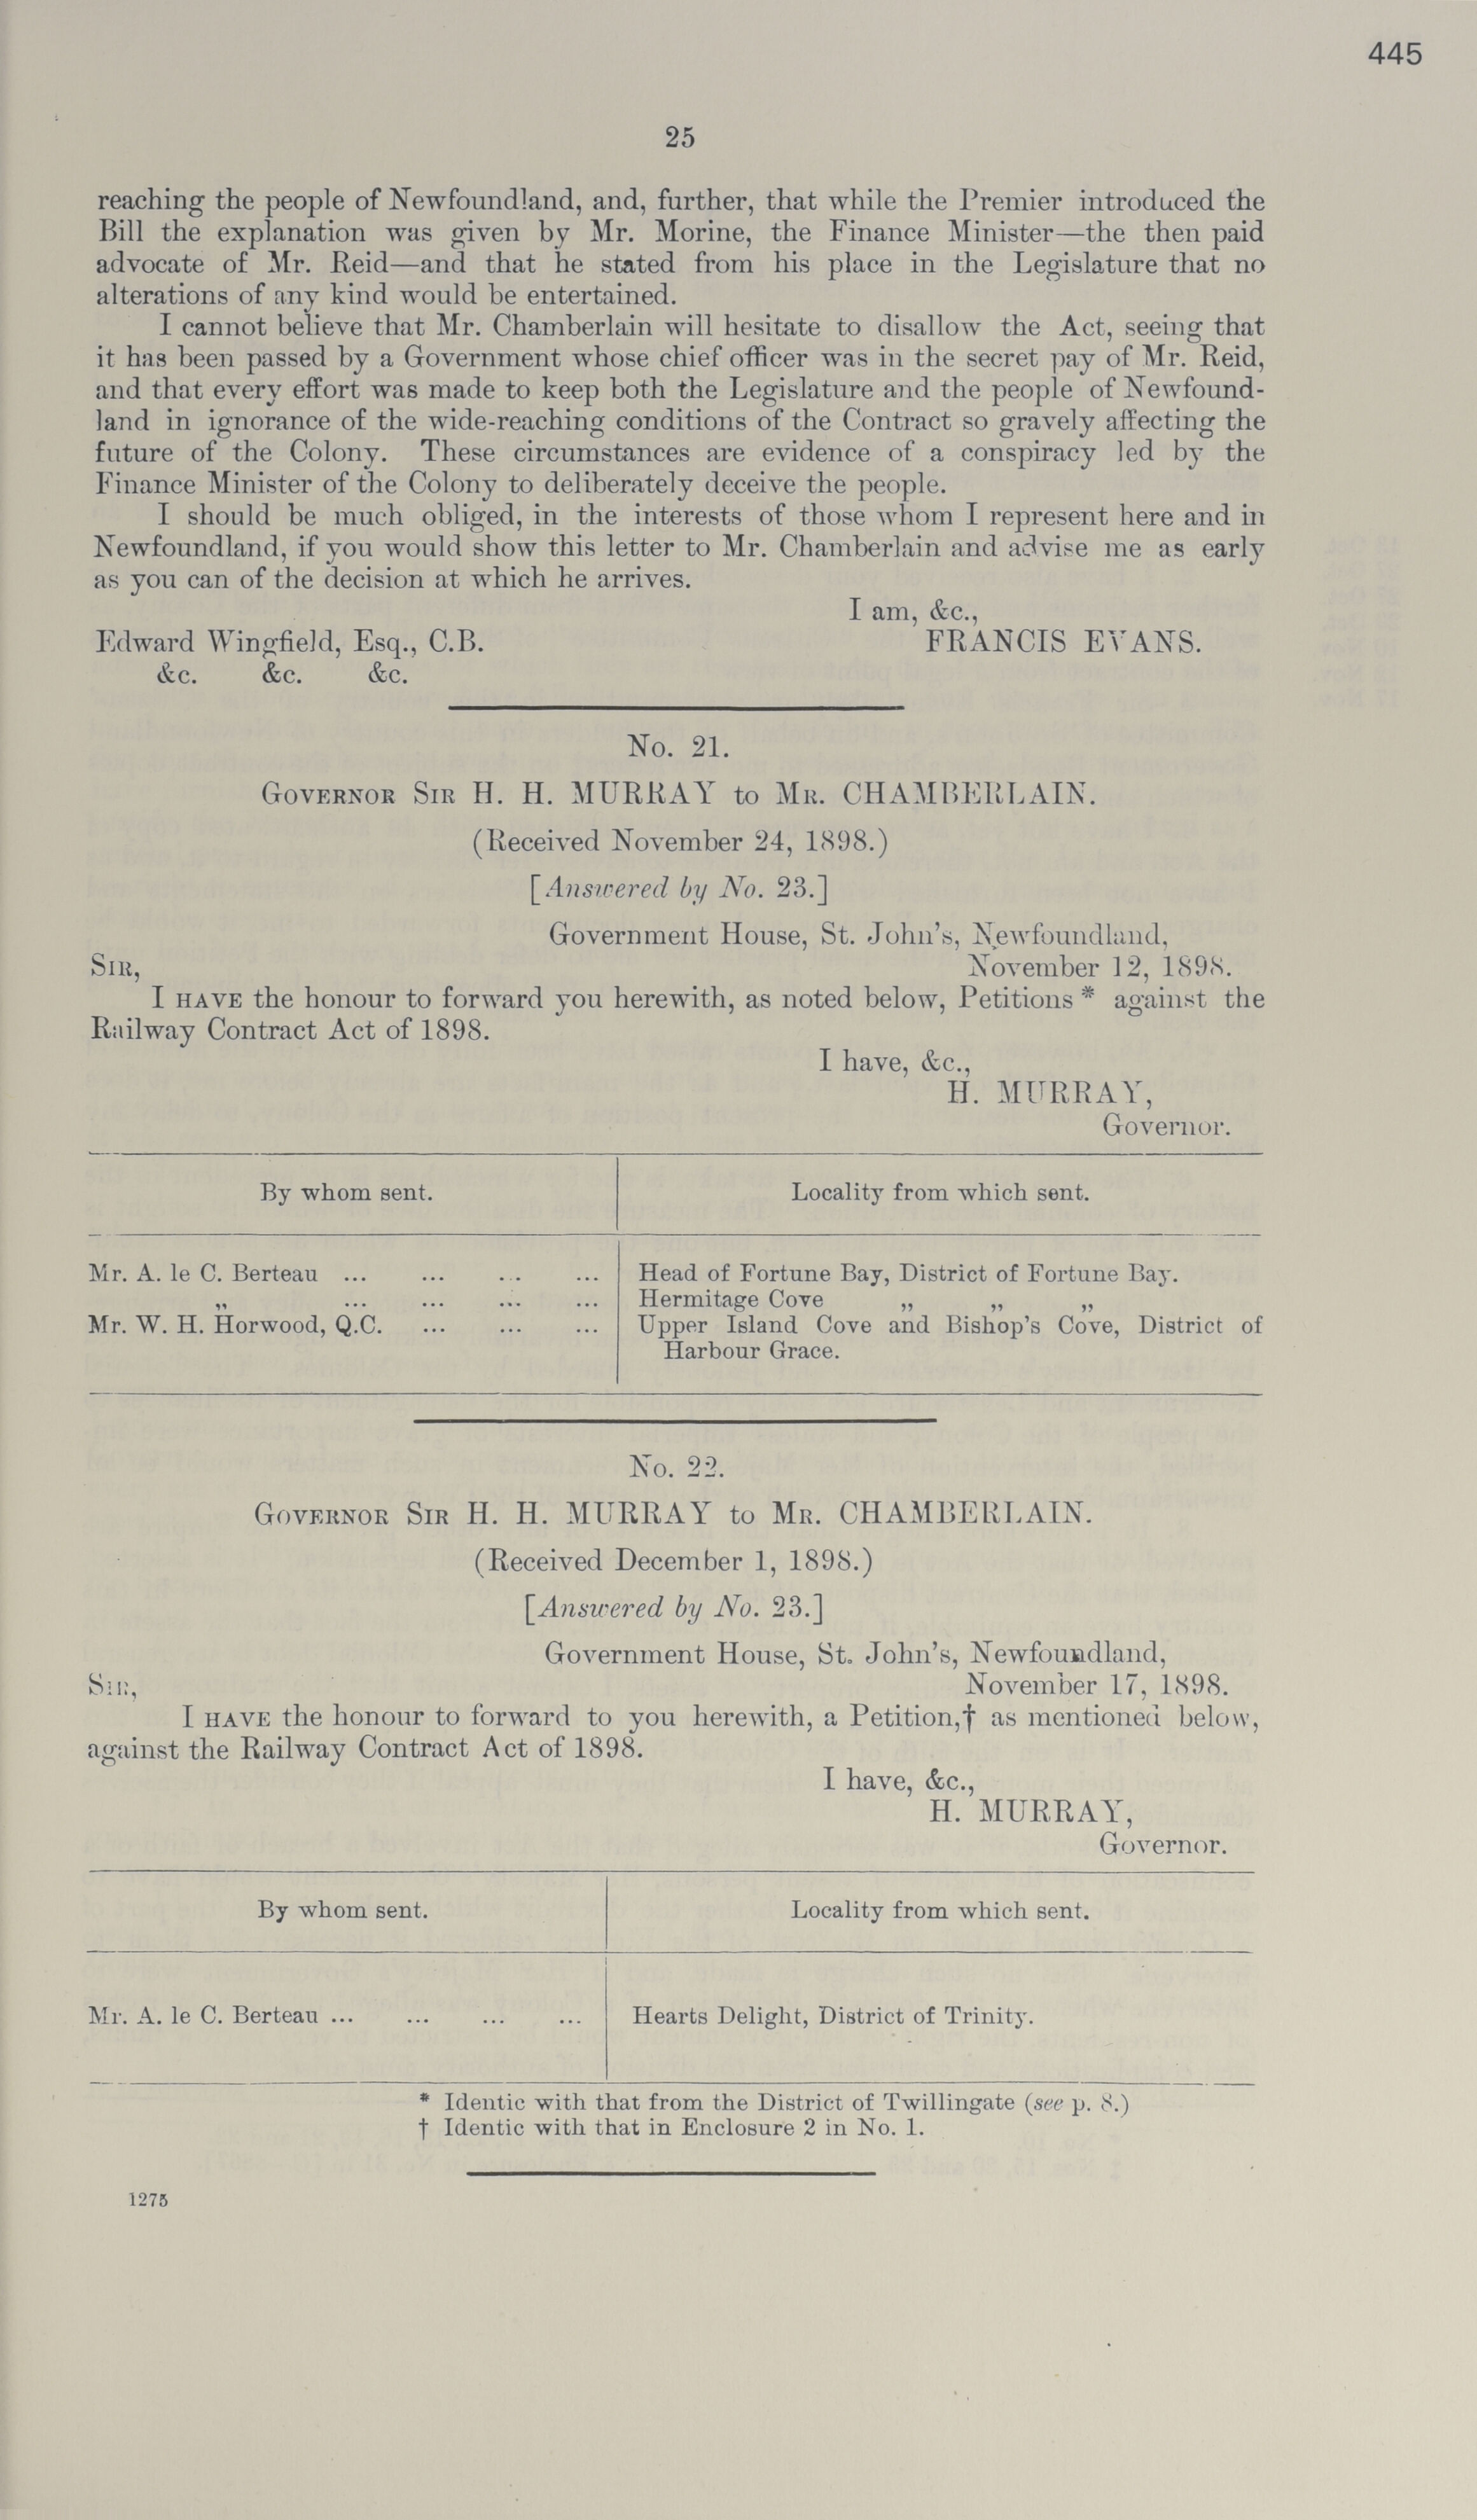 445
25
reaching the people of Newfoundland, and, further, that while the Premier introduced the
Bill the explanation was given by Mr. Morine, the Finance Minister—the then paid
advocate of Mr. Reid—and that he stated from his place in the Legislature that no
alterations of any kind would be entertained.
I cannot believe that Mr. Chamberlain will hesitate to disallow the Act, seeing that
it has been passed by a Government whose chief officer was in the secret pay of Mr. Reid,
and that every effort was made to keep both the Legislature and the people of Newfound-
land in ignorance of the wide-reaching conditions of the Contract so gravely affecting the
future of the Colony. These circumstances are evidence of a conspiracy led by the
Finance Minister of the Colony to deliberately deceive the people.
I should be much obliged, in the interests of those whom I represent here and in
Newfoundland, if you would show this letter to Mr. Chamberlain and advise me as early
as you can of the decision at which he arrives.
I am, &c.,
Edward Wingfield, Esq., C.B. FRANCIS EVANS.
&c. &c. &c.
No. 21.
GOVERNOR SIR H. H. MURRAY to MR. CHAMBERLAIN.
(Received November 24, 1898.)
[Answered by No. 23.]
Government House, St. John's, Newfoundland,
SIR, November 12, 1898.
I HAVE the honour to forward you herewith, as noted below, Petitions * against the
Railway Contract Act of 1898.
I have, &c.,
H. MURRAY,
Governor.
By whom sent. Locality from which sent.
Mr. A. le C. Berteau ... ... ... ... Head of Fortune Bay, District of Fortune Bay.
„ ... ... ... ... Hermitage Cove „ „ „
Mr. W. H. Horwood, Q.C. ... ... ... Upper Island Cove and Bishop's Cove, District of
Harbour Grace.
No. 22.
GOVERNOR SIR H. H. MURRAY to MR. CHAMBERLAIN.
(Received December 1, 1898.)
[Answered by No. 23.]
Government House, St. John's, Newfoundland,
SIR, November 17, 1898.
I HAVE the honour to forward to you herewith, a Petition,† as mentioned below,
against the Railway Contract Act of 1898.
I have, &c.,
H. MURRAY,
Governor.
By whom sent. Locality from which sent.
Mr. A. le C. Berteau ... ... ... ... Hearts Delight, District of Trinity.
* Identic with that from the District of Twillingate (see p. 8.)
† Identic with that in Enclosure 2 in No. 1.
1275